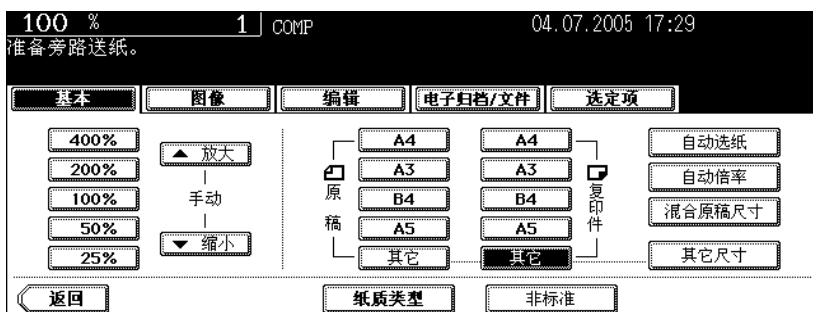 100 % 1 COMP 04.07.2005 17:29
准备旁路送纸。
基本 图像 编辑 电子归档/文件 选定项
400% ▲ 放大 A4 A4 自动选纸
200% A3 A3 自动倍率
100% 手动 原稿 B4 B4 复印件 混合原稿尺寸
50% ▼ 缩小 A5 A5
25% 其它 其它 其它尺寸
返回 纸质类型 非标准